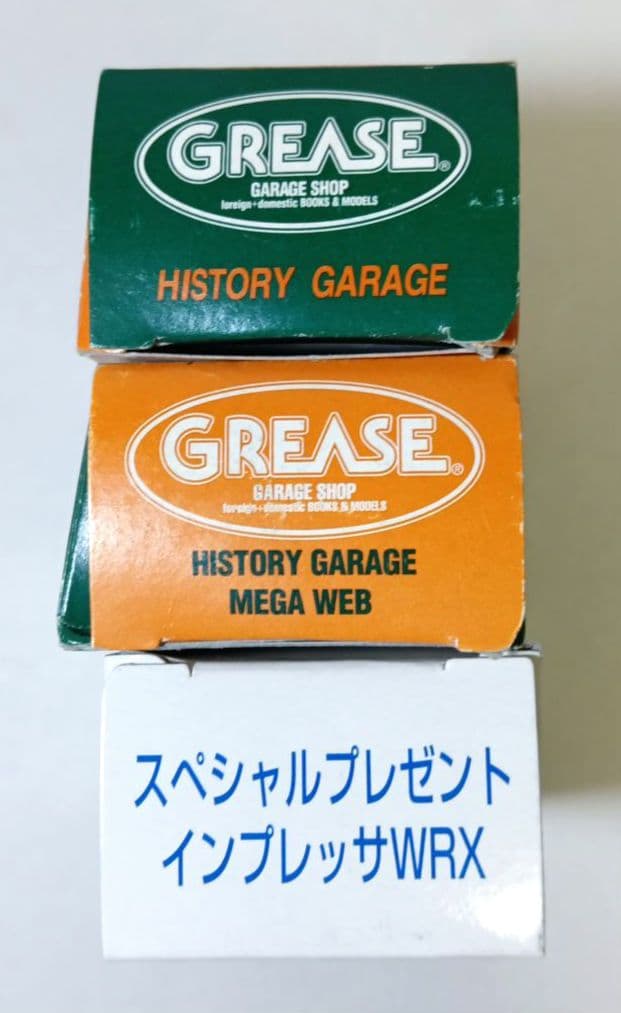 GREASE®
GARAGE SHOP
foreign+domestic BOOKS & MODELS
HISTORY GARAGE
GREASE®
GARAGE SHOP
foreign+domestic BOOKS & MODELS
HISTORY GARAGE
MEGA WEB
スペシャルプレゼント
インプレッサWRX